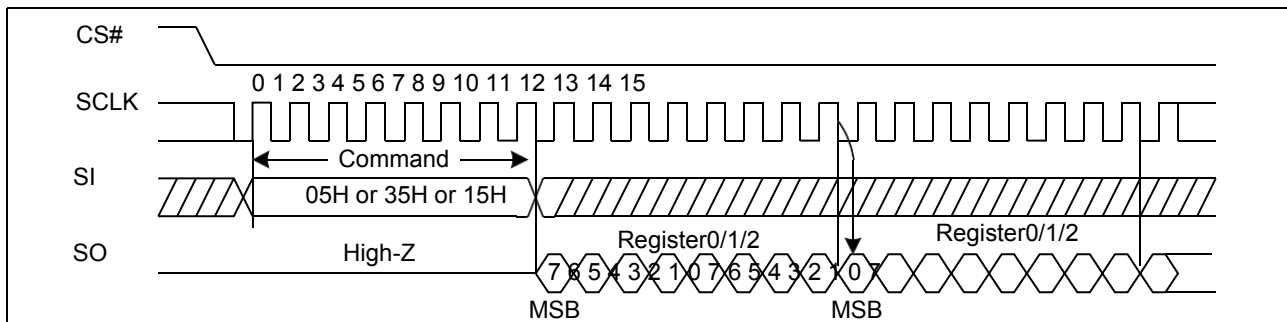 CS#
0 1 2 3 4 5 6 7 8 9 10 11 12 13 14 15
SCLK
Command
SI
05H or 35H or 15H
SO
High-Z
Register0/1/2
Register0/1/2
7 6 5 4 3 2 1 0 7 6 5 4 3 2 1 0 7
MSB
MSB